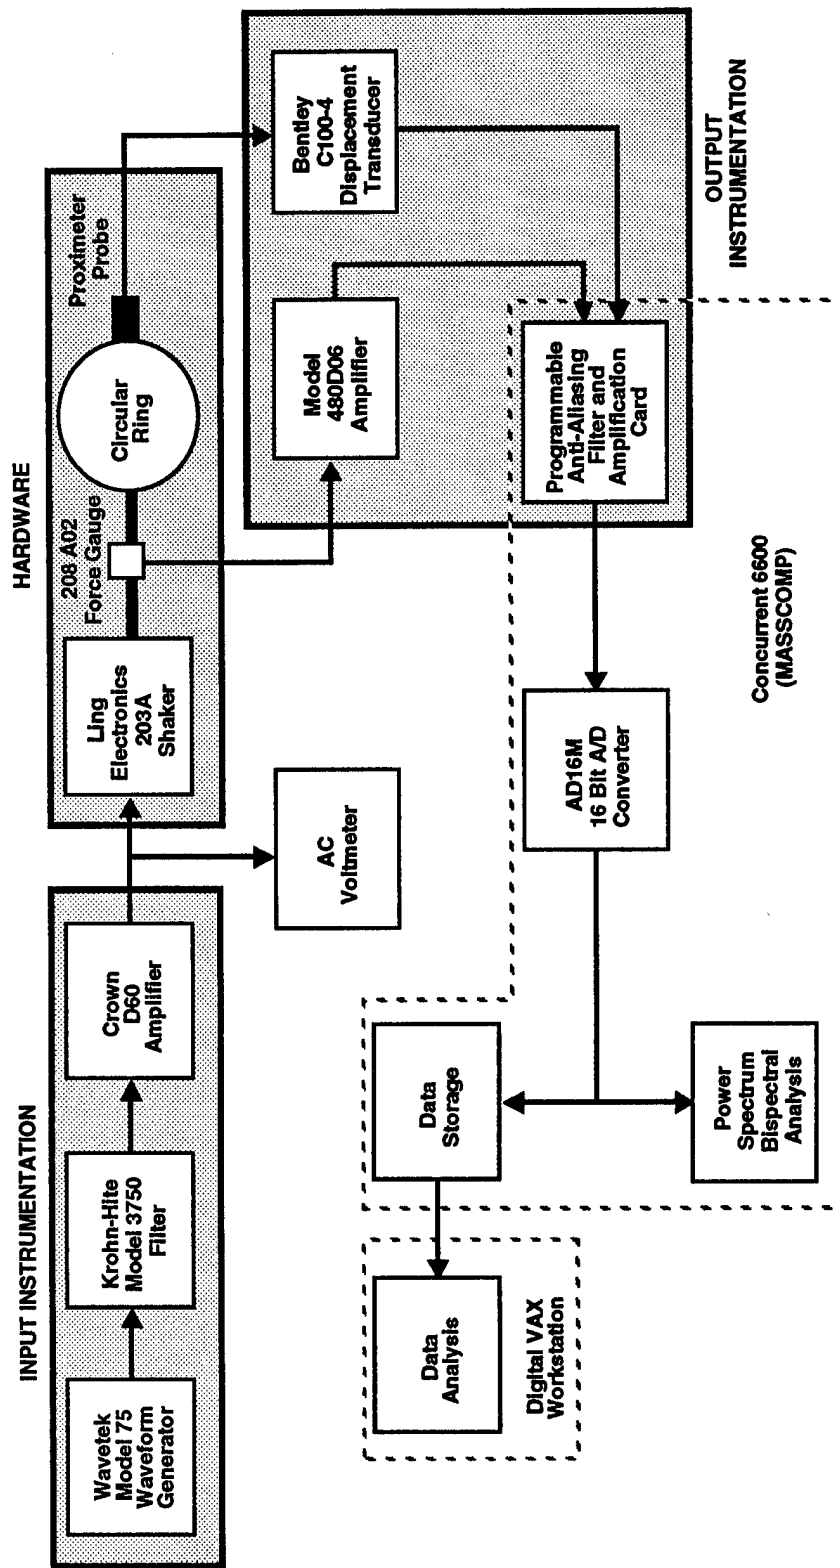 INPUT INSTRUMENTATION
Wavetek
Model 75
Waveform
Generator
Krohn-Hite
Model 3750
Filter
Crown
D60
Amplifier
HARDWARE
Ling
Electronics
203A
Shaker
208 A02
Force Gauge
Circular
Ring
Proximeter
Probe
AC
Voltmeter
Model
480D06
Amplifier
Bentley
C100-4
Displacement
Transducer
OUTPUT
INSTRUMENTATION
Programmable
Anti-Aliasing
Filter and
Amplification
Card
AD16M
16 Bit A/D
Converter
Data
Storage
Power
Spectrum
Bispectral
Analysis
Data
Analysis
Digital VAX
Workstation
Concurrent 6600
(MASSCOMP)